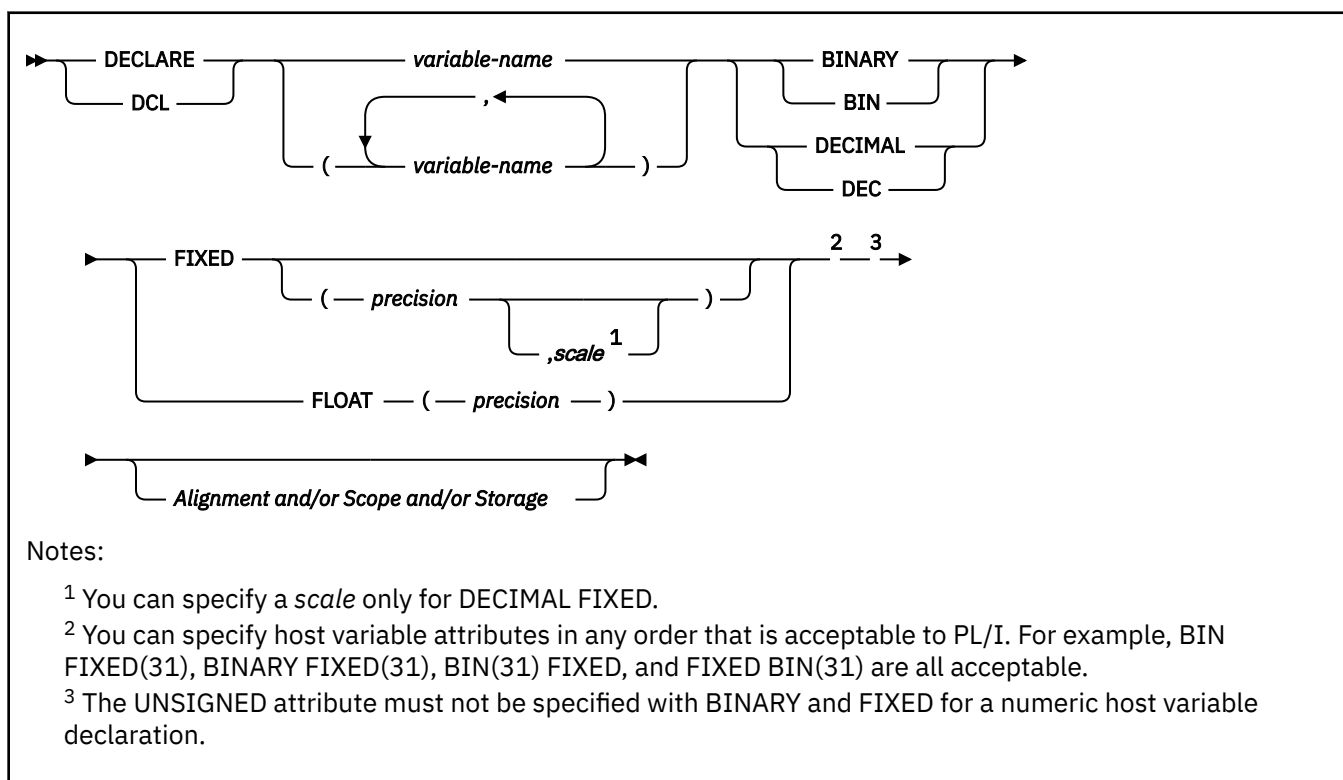 DECLARE
variable-name
BINARY
DCL
,
BIN
( variable-name )
DECIMAL
DEC
FIXED
2 3
( precision )
,scale 1
FLOAT ( precision )
Alignment and/or Scope and/or Storage
Notes:
1 You can specify a scale only for DECIMAL FIXED.
2 You can specify host variable attributes in any order that is acceptable to PL/I. For example, BIN
FIXED(31), BINARY FIXED(31), BIN(31) FIXED, and FIXED BIN(31) are all acceptable.
3 The UNSIGNED attribute must not be specified with BINARY and FIXED for a numeric host variable
declaration.